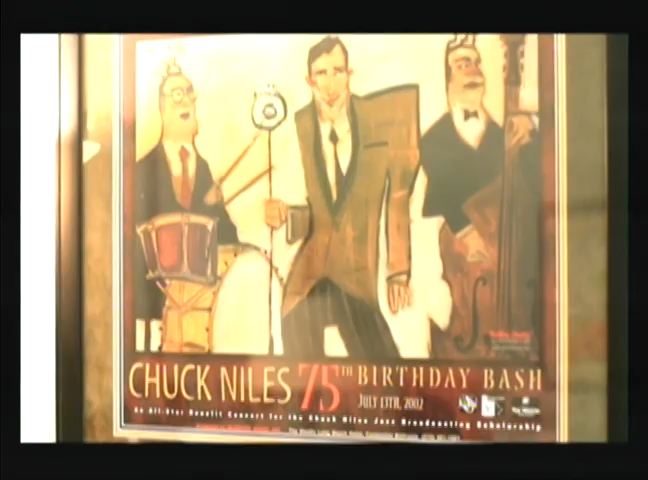 CHUCK NILES 75TH BIRTHDAY BASH
JULY 13TH, 2002
An All-Star Benefit Concert for the Chuck Niles Jazz Broadcasting Scholarship